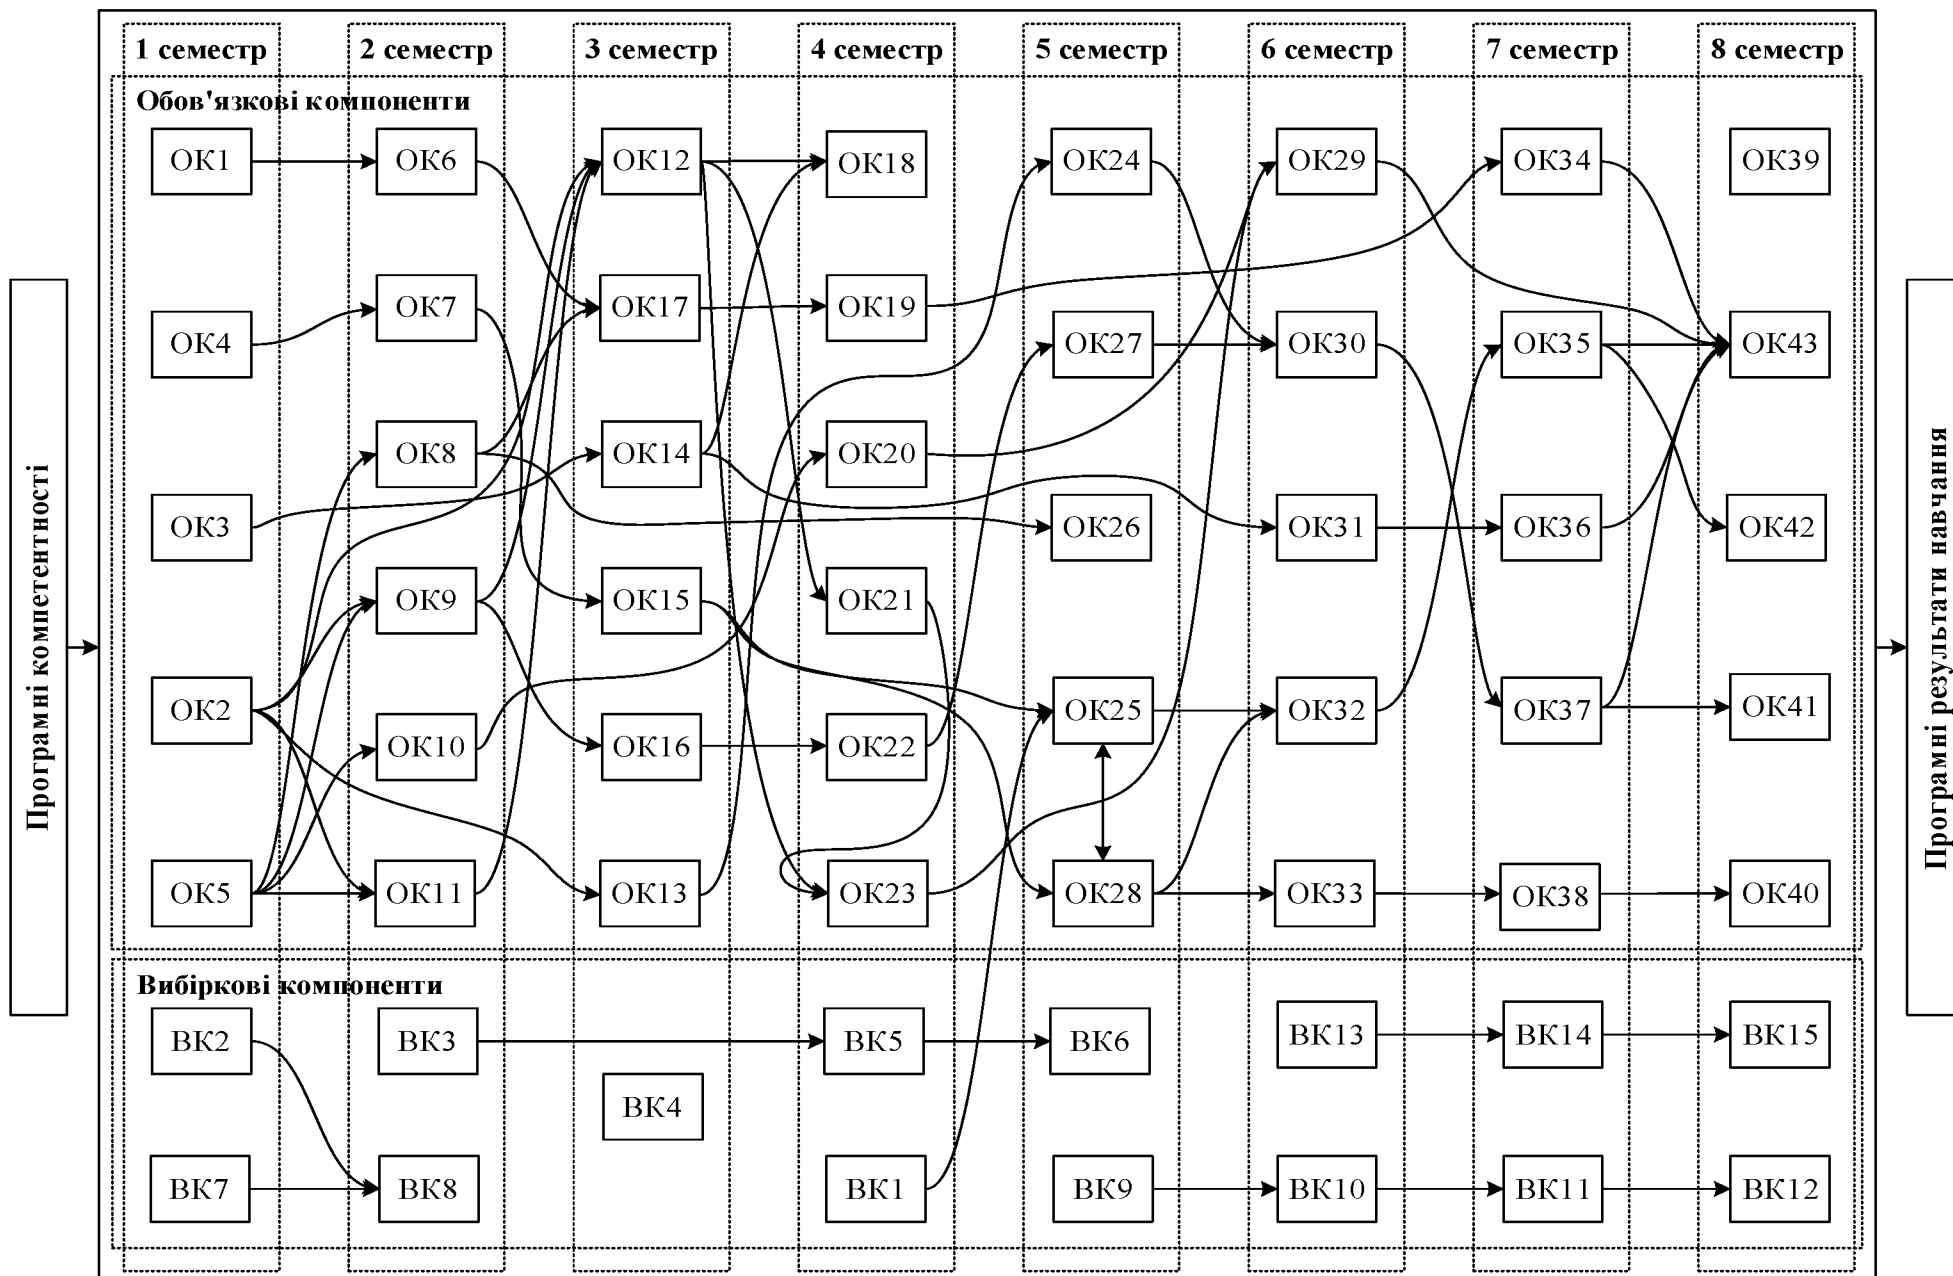 1 семестр
2 семестр
3 семестр
4 семестр
5 семестр
6 семестр
7 семестр
8 семестр
Обов'язкові компоненти
ОК1
ОК6
ОК12
ОК18
ОК24
ОК29
ОК34
ОК39
ОК4
ОК7
ОК17
ОК19
ОК27
ОК30
ОК35
ОК43
ОК3
ОК8
ОК14
ОК20
ОК26
ОК31
ОК36
ОК42
ОК2
ОК9
ОК15
ОК21
ОК25
ОК32
ОК37
ОК41
ОК10
ОК16
ОК22
ОК5
ОК11
ОК13
ОК23
ОК28
ОК33
ОК38
ОК40
Вибіркові компоненти
ВК2
ВК3
ВК5
ВК6
ВК13
ВК14
ВК15
ВК4
ВК7
ВК8
ВК1
ВК9
ВК10
ВК11
ВК12
Програмні компетентності
Програмні результати навчання